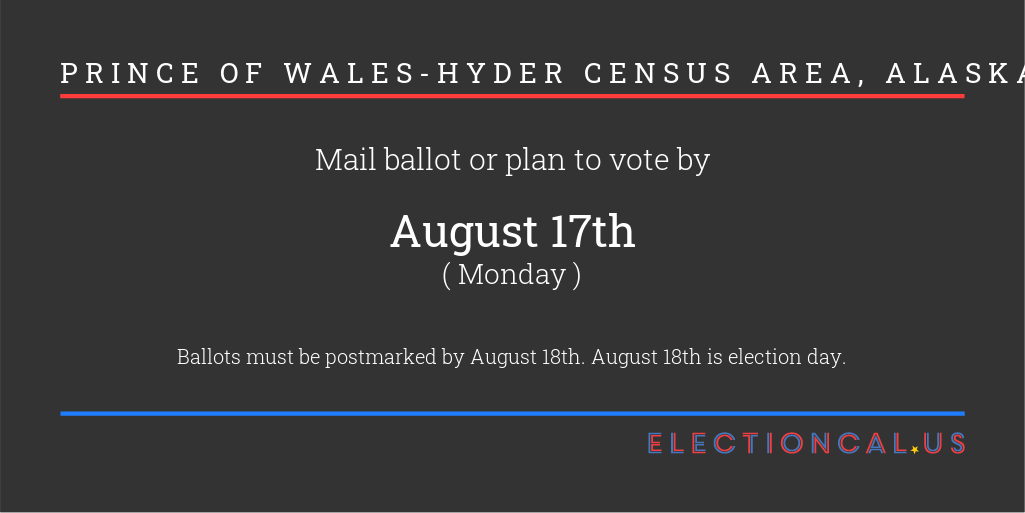 PRINCE OF WALES-HYDER CENSUS AREA, ALASKA
Mail ballot or plan to vote by
August 17th
( Monday )
Ballots must be postmarked by August 18th. August 18th is election day.
ELECTIONCAL.US